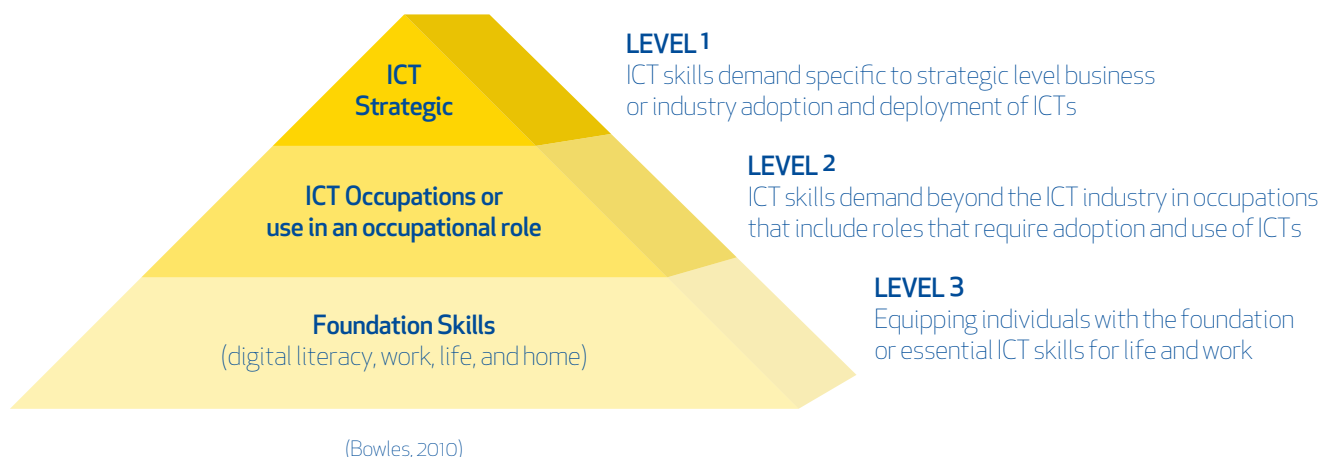 ICT
Strategic
LEVEL 1
ICT skills demand specific to strategic level business
or industry adoption and deployment of ICTs
ICT Occupations or
use in an occupational role
LEVEL 2
ICT skills demand beyond the ICT industry in occupations
that include roles that require adoption and use of ICTs
Foundation Skills
(digital literacy, work, life, and home)
LEVEL 3
Equipping individuals with the foundation
or essential ICT skills for life and work
(Bowles, 2010)